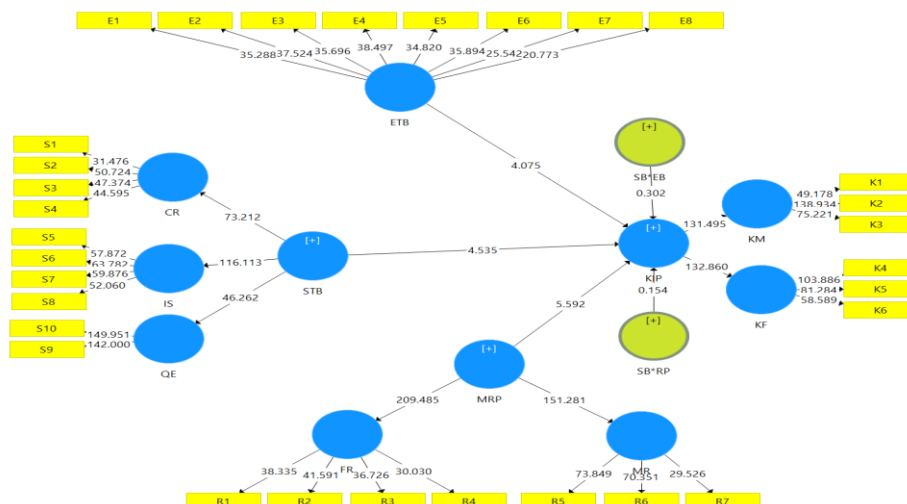 E1 E2 E3 E4 E5 E6 E7 E8
35.288 37.524 35.696 38.497 34.820 35.894 25.542 20.773
ETB
[+]
SB*EB
4.075
0.302
S1
S2
S3
S4
31.476
50.724
47.374
44.595
CR
73.212
K1
K2
K3
49.178
138.934
75.221
KM
131.495
S5
S6
S7
S8
57.872
63.782
59.876
52.060
IS
116.113
[+]
STB
4.535
[+]
KIP
132.860
K4
K5
K6
103.886
81.284
58.589
KF
0.154
[+]
SB*RP
S10
S9
149.951
142.000
QE
46.262
5.592
[+]
MRP
209.485
151.281
FR
MR
38.335 41.591 36.726 30.030
73.849 70.351 29.526
R1 R2 R3 R4 R5 R6 R7